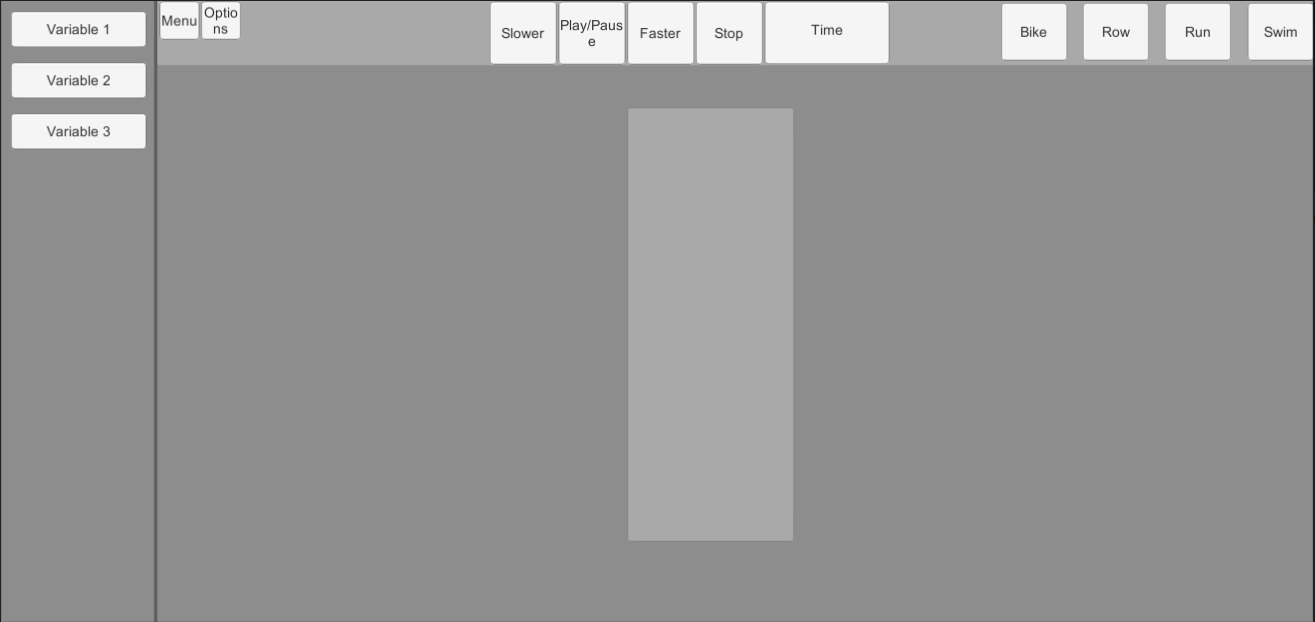 Variable 1
Variable 2
Variable 3
Menu
Optio
ns
Slower
Play/Paus
e
Faster
Stop
Time
Bike
Row
Run
Swim